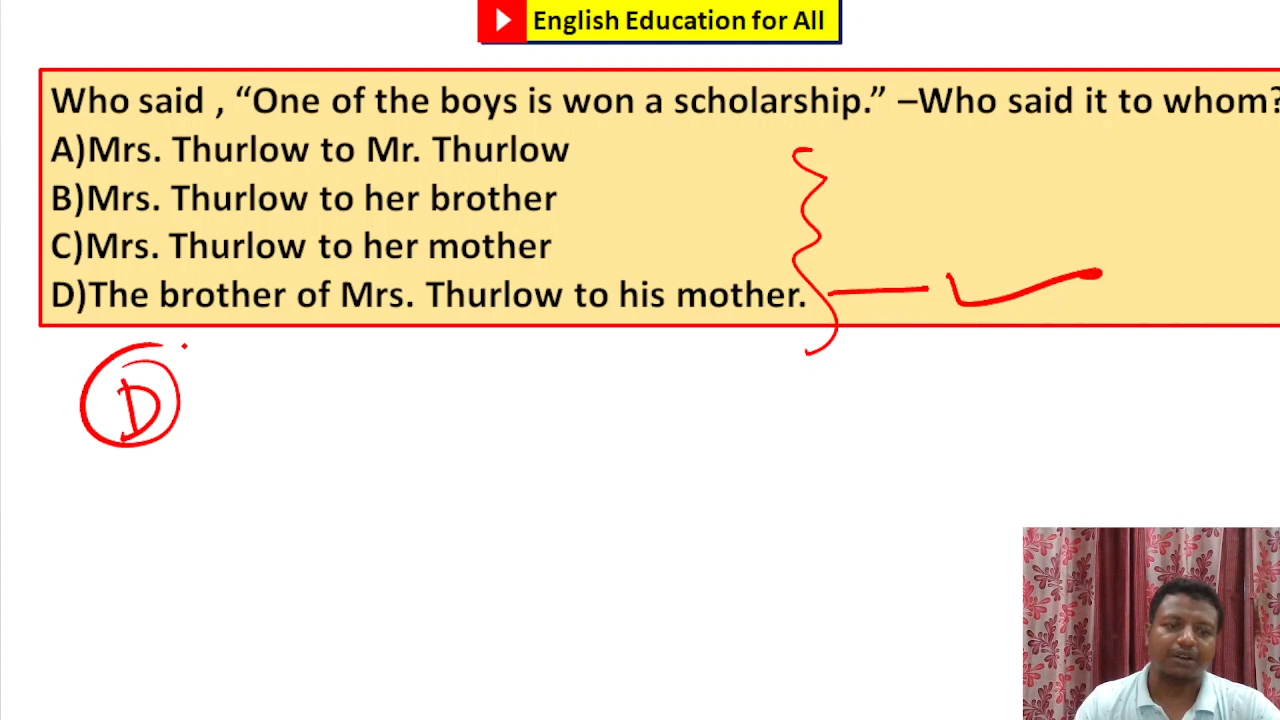 English Education for All
Who said , “One of the boys is won a scholarship.” –Who said it to whom?
A)Mrs. Thurlow to Mr. Thurlow
B)Mrs. Thurlow to her brother
C)Mrs. Thurlow to her mother
D)The brother of Mrs. Thurlow to his mother.
D